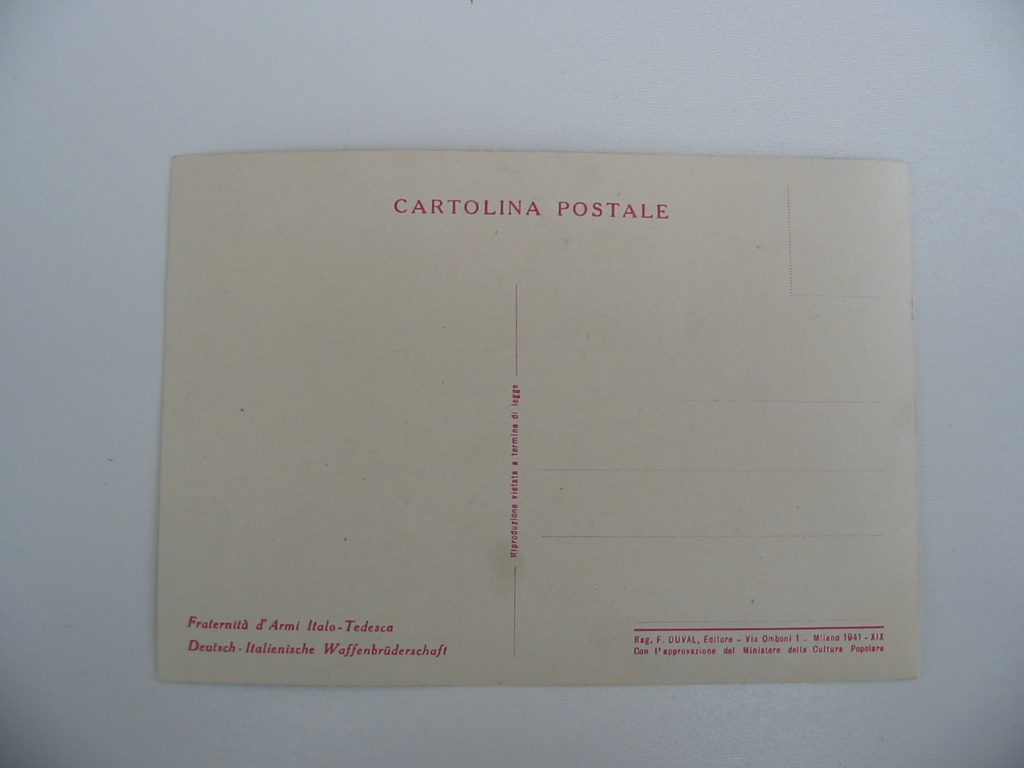 CARTOLINA POSTALE
Riproduzione vietata a termine di legge
Fraternità d'Armi Italo-Tedesca
Deutsch-Italienische Waffenbrüderschaft
Rag. F. DUVAL, Editore - Via Omboni 1 - Milano 1941 - XIX
Con l'approvazione del Ministero della Cultura Popolare